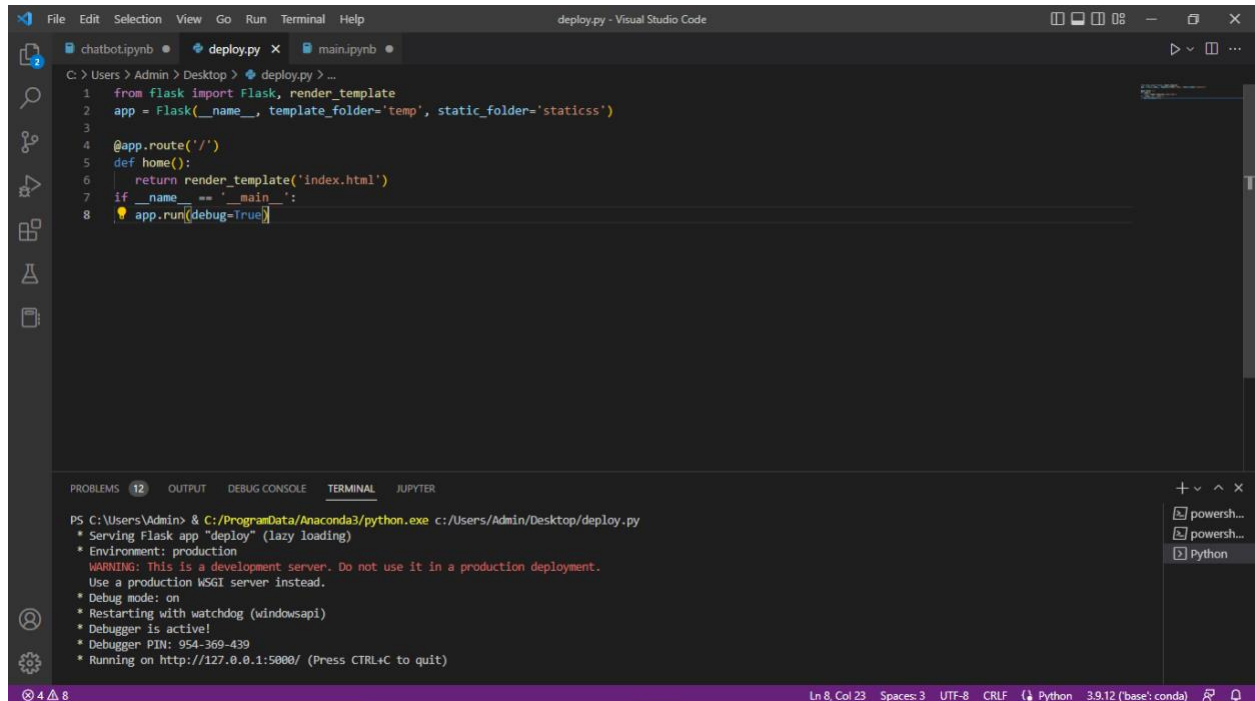 File Edit Selection View Go Run Terminal Help deploy.py - Visual Studio Code
chatbot.ipynb deploy.py main.ipynb
C: > Users > Admin > Desktop > deploy.py > ...
1 from flask import Flask, render_template
2 app = Flask(__name__, template_folder='temp', static_folder='staticss')
3
4 @app.route('/')
5 def home():
6 return render_template('index.html')
7 if __name__ == '__main__':
8 app.run(debug=True)
PROBLEMS 12 OUTPUT DEBUG CONSOLE TERMINAL JUPYTER
PS C:\Users\Admin> & C:/ProgramData/Anaconda3/python.exe c:/Users/Admin/Desktop/deploy.py
* Serving Flask app "deploy" (lazy loading)
* Environment: production
WARNING: This is a development server. Do not use it in a production deployment.
Use a production WSGI server instead.
* Debug mode: on
* Restarting with watchdog (windowsapi)
* Debugger is active!
* Debugger PIN: 954-369-439
* Running on http://127.0.0.1:5000/ (Press CTRL+C to quit)
powersh...
powersh...
Python
2
4 8 Ln 8, Col 23 Spaces: 3 UTF-8 CRLF Python 3.9.12 ('base': conda)